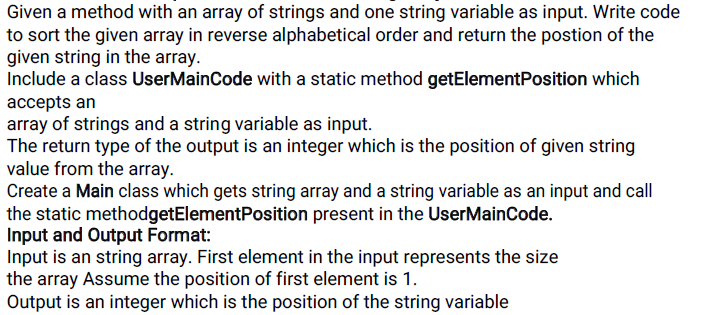 Given a method with an array of strings and one string variable as input. Write code
to sort the given array in reverse alphabetical order and return the postion of the
given string in the array.
Include a class UserMainCode with a static method getElementPosition which
accepts an
array of strings and a string variable as input.
The return type of the output is an integer which is the position of given string
value from the array.
Create a Main class which gets string array and a string variable as an input and call
the static methodgetElementPosition present in the UserMainCode.
Input and Output Format:
Input is an string array. First element in the input represents the size
the array Assume the position of first element is 1.
Output is an integer which is the position of the string variable